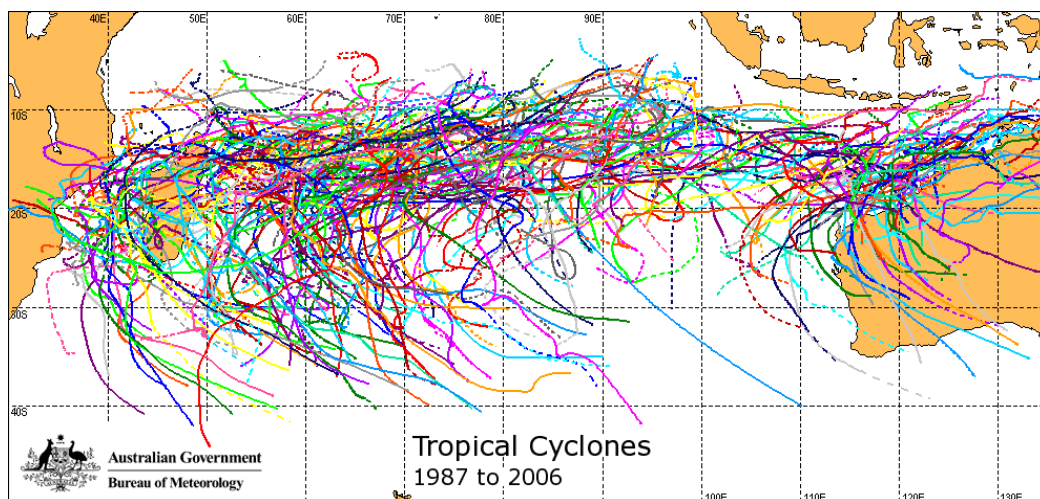 40E 50E 60E 70E 80E 90E
10S
20S
30S
40S
Tropical Cyclones
1987 to 2006
Australian Government
Bureau of Meteorology
100E 110E 120E 130E